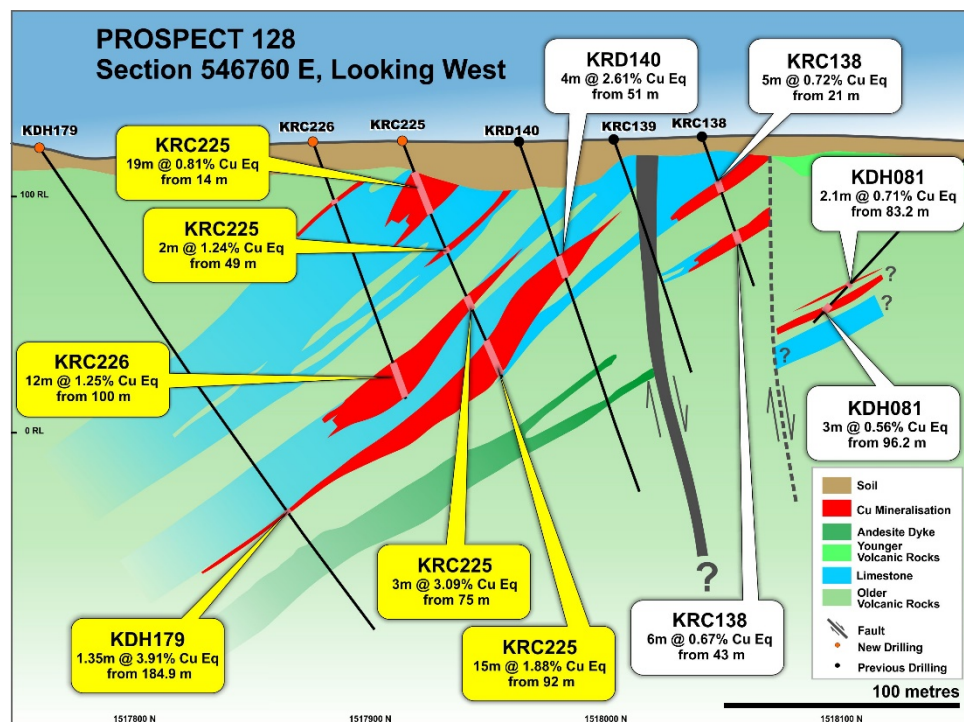 PROSPECT 128
Section 546760 E, Looking West
KDH179
KRC226
KRC225
KRD140
KRC139
KRC138
KRD140
4m @ 2.61% Cu Eq
from 51 m
KRC138
5m @ 0.72% Cu Eq
from 21 m
KRC225
19m @ 0.81% Cu Eq
from 14 m
KDH081
2.1m @ 0.71% Cu Eq
from 83.2 m
100 RL
KRC225
2m @ 1.24% Cu Eq
from 49 m
?
?
?
KRC226
12m @ 1.25% Cu Eq
from 100 m
KDH081
3m @ 0.56% Cu Eq
from 96.2 m
0 RL
KRC225
3m @ 3.09% Cu Eq
from 75 m
?
KDH179
1.35m @ 3.91% Cu Eq
from 184.9 m
KRC225
15m @ 1.88% Cu Eq
from 92 m
KRC138
6m @ 0.67% Cu Eq
from 43 m
Soil
Cu Mineralisation
Andesite Dyke
Younger
Volcanic Rocks
Limestone
Older
Volcanic Rocks
Fault
New Drilling
Previous Drilling
100 metres
1517800 N
1517900 N
1518000 N
1518100 N